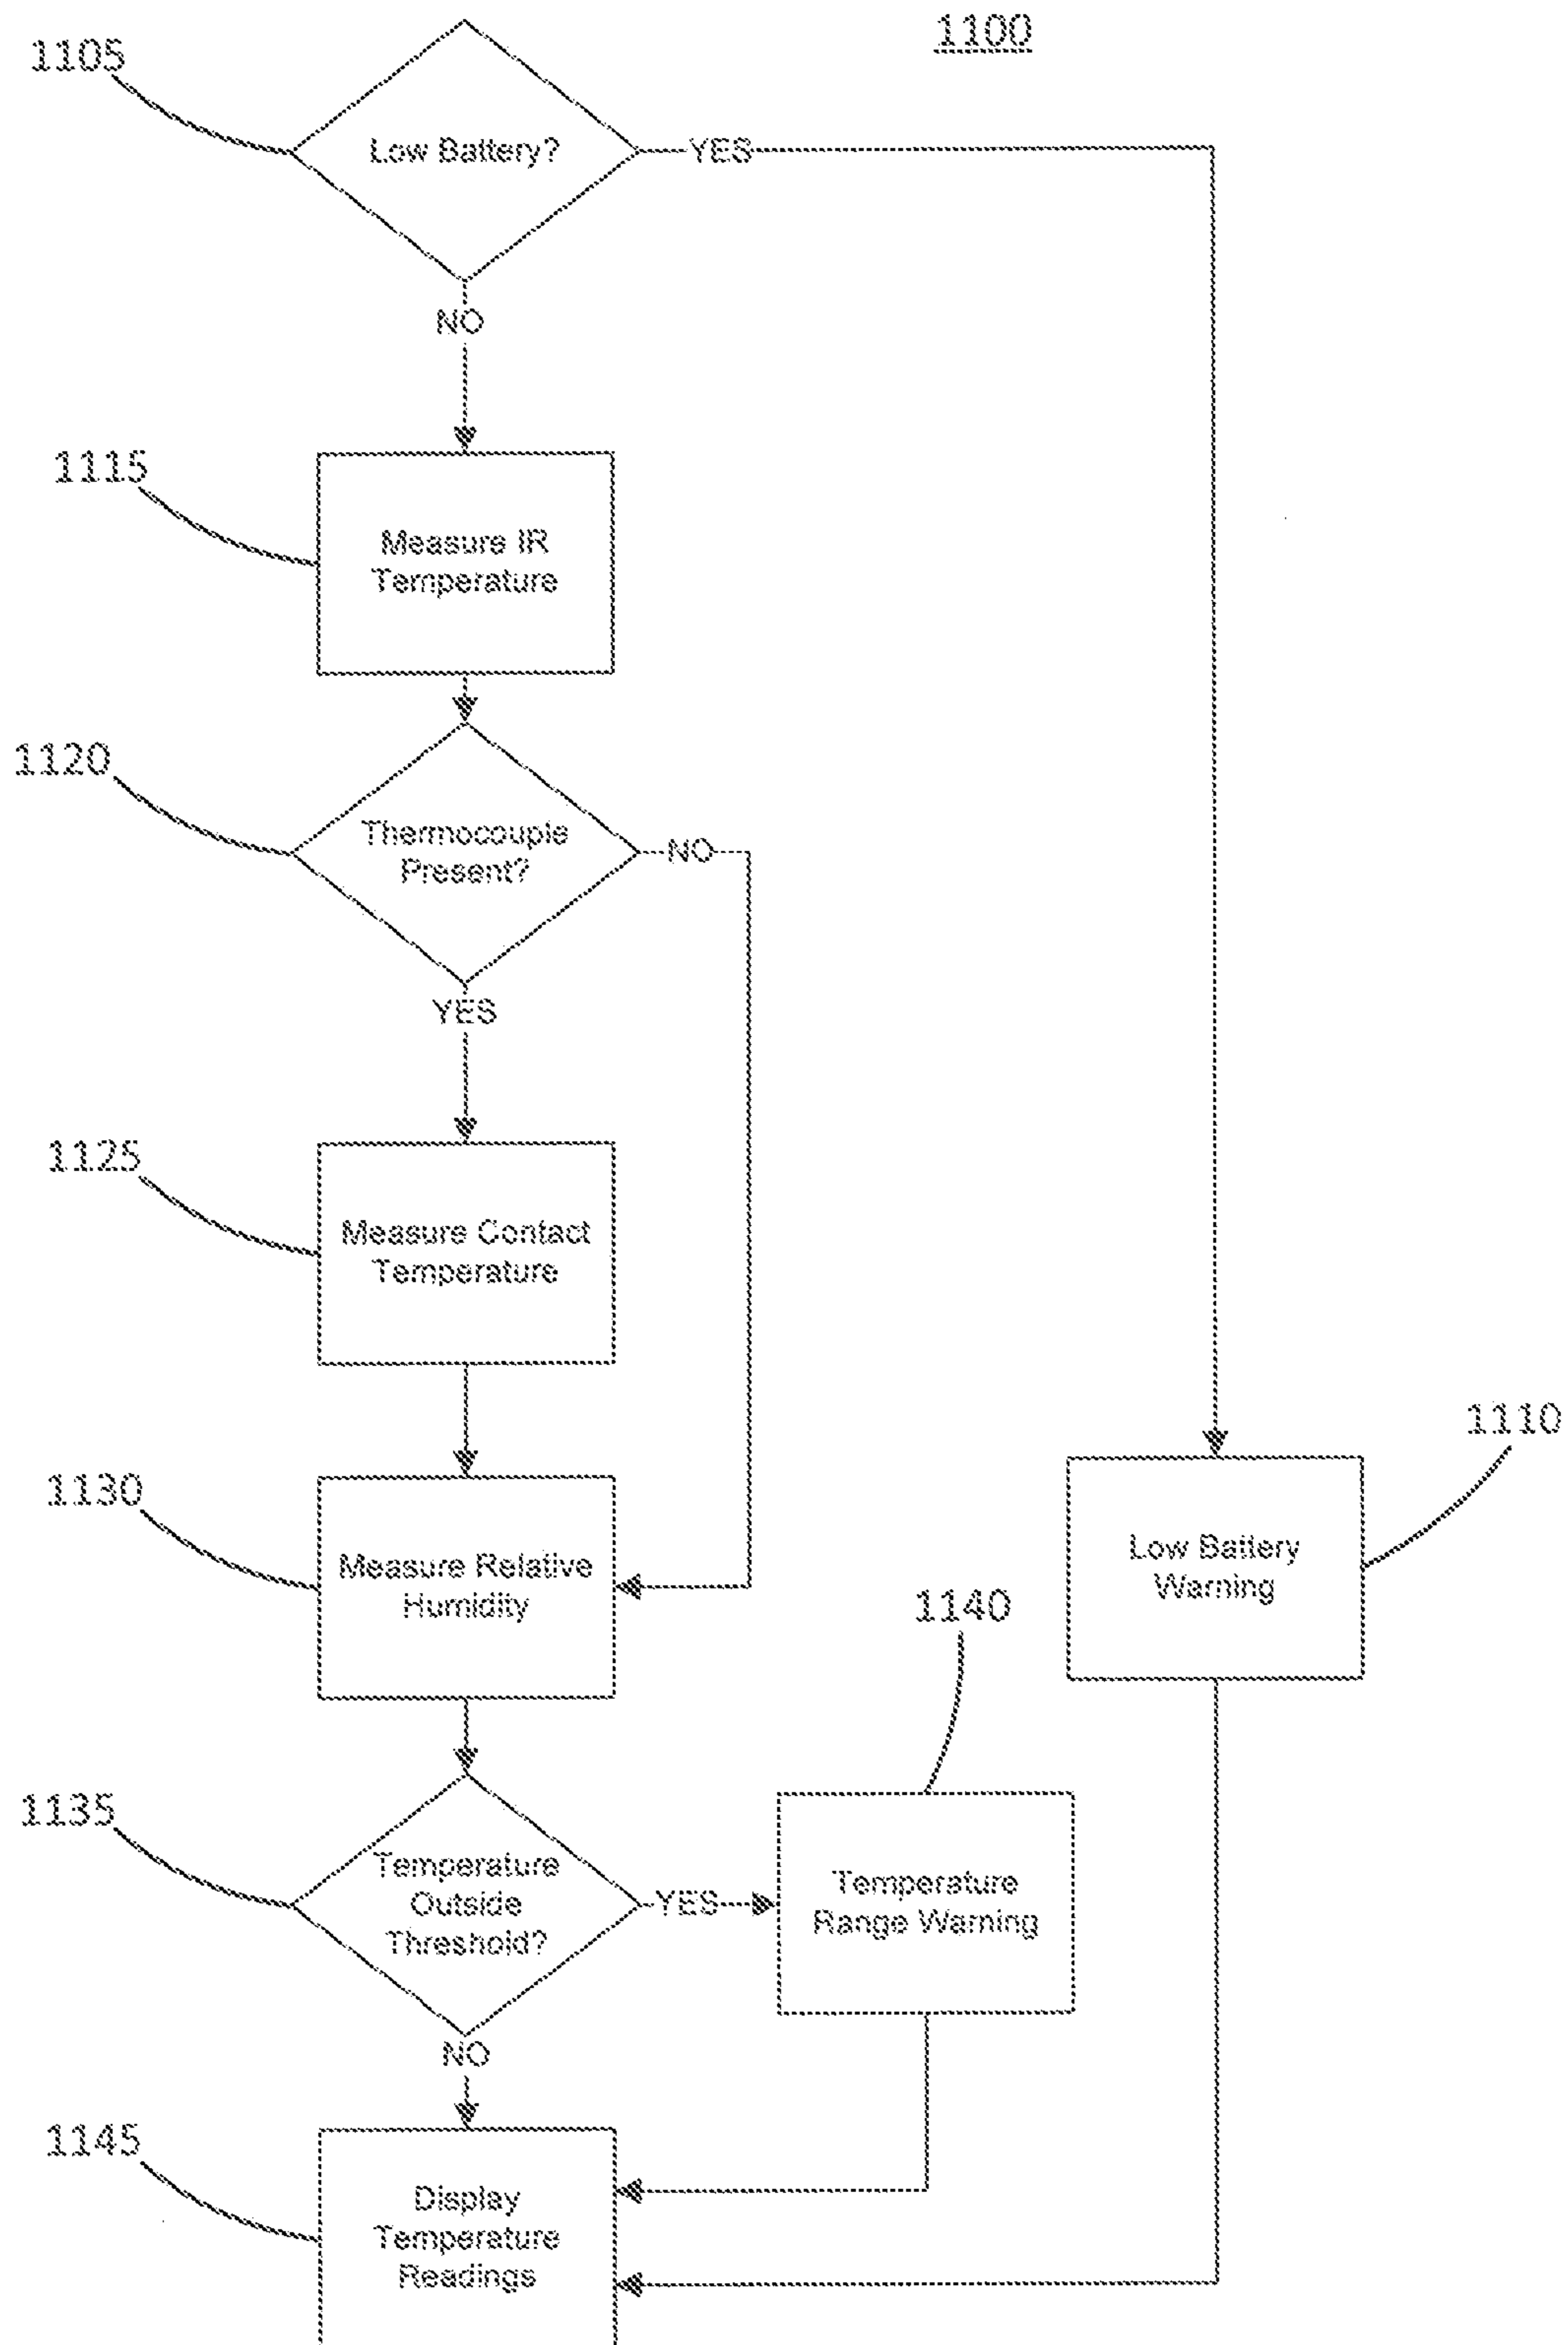 1100
1105
Low Battery?
YES
NO
1115
Measure IR
Temperature
1120
Thermocouple
Present?
NO
YES
1125
Measure Contact
Temperature
1130
Measure Relative
Humidity
1110
Low Battery
Warning
1140
1135
Temperature
Outside
Threshold?
YES
Temperature
Range Warning
NO
1145
Display
Temperature
Readings